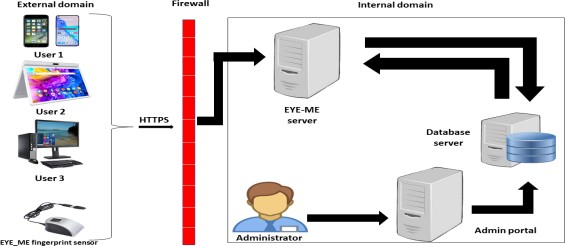 External domain
Firewall
Internal domain
User 1
User 2
HTTPS
User 3
EYE_ME fingerprint sensor
EYE-ME
server
Database
server
Administrator
Admin portal